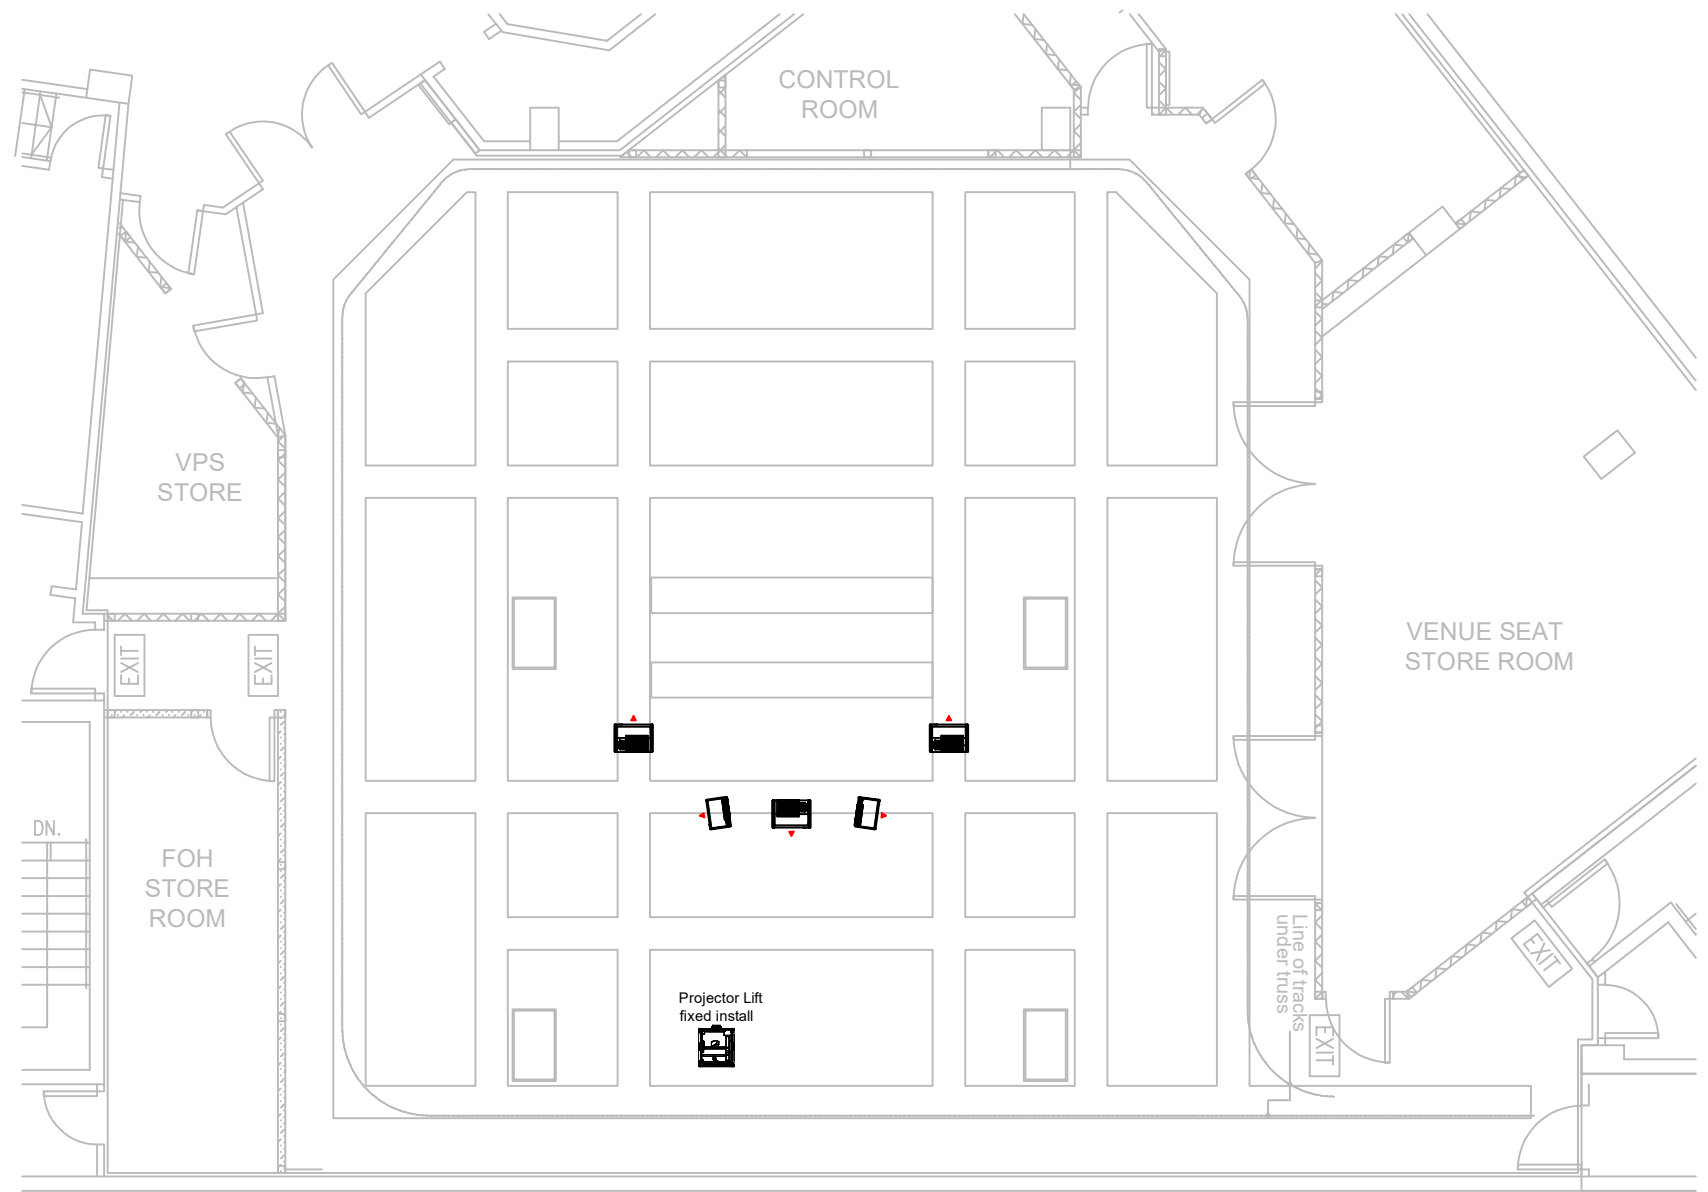 CONTROL
ROOM
VPS
STORE
EXIT
EXIT
VENUE SEAT
STORE ROOM
DN.
FOH
STORE
ROOM
Line of tracks
under truss
EXIT
EXIT
Projector Lift
fixed install